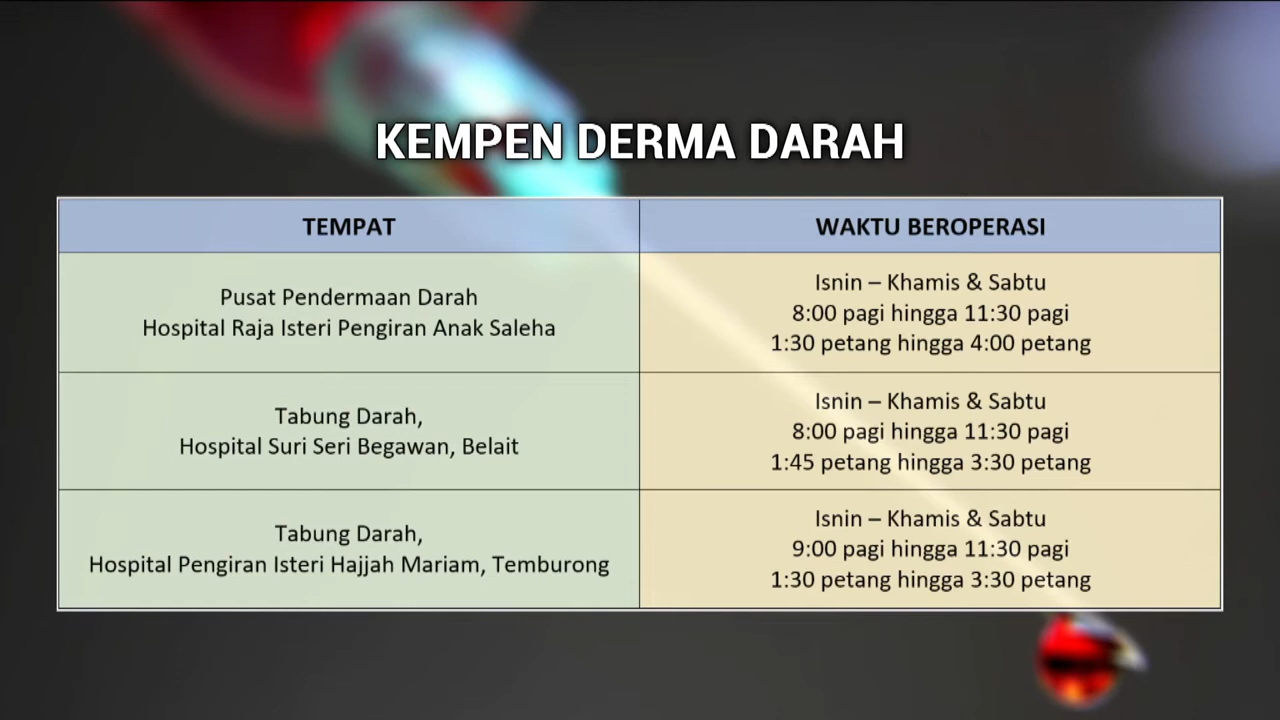 KEMPEN DERMA DARAH
TEMPAT
WAKTU BEROPERASI
Pusat Pendermaan Darah
Hospital Raja Isteri Pengiran Anak Saleha
Isnin – Khamis & Sabtu
8:00 pagi hingga 11:30 pagi
1:30 petang hingga 4:00 petang
Tabung Darah,
Hospital Suri Seri Begawan, Belait
Isnin – Khamis & Sabtu
8:00 pagi hingga 11:30 pagi
1:45 petang hingga 3:30 petang
Tabung Darah,
Hospital Pengiran Isteri Hajjah Mariam, Temburong
Isnin – Khamis & Sabtu
9:00 pagi hingga 11:30 pagi
1:30 petang hingga 3:30 petang